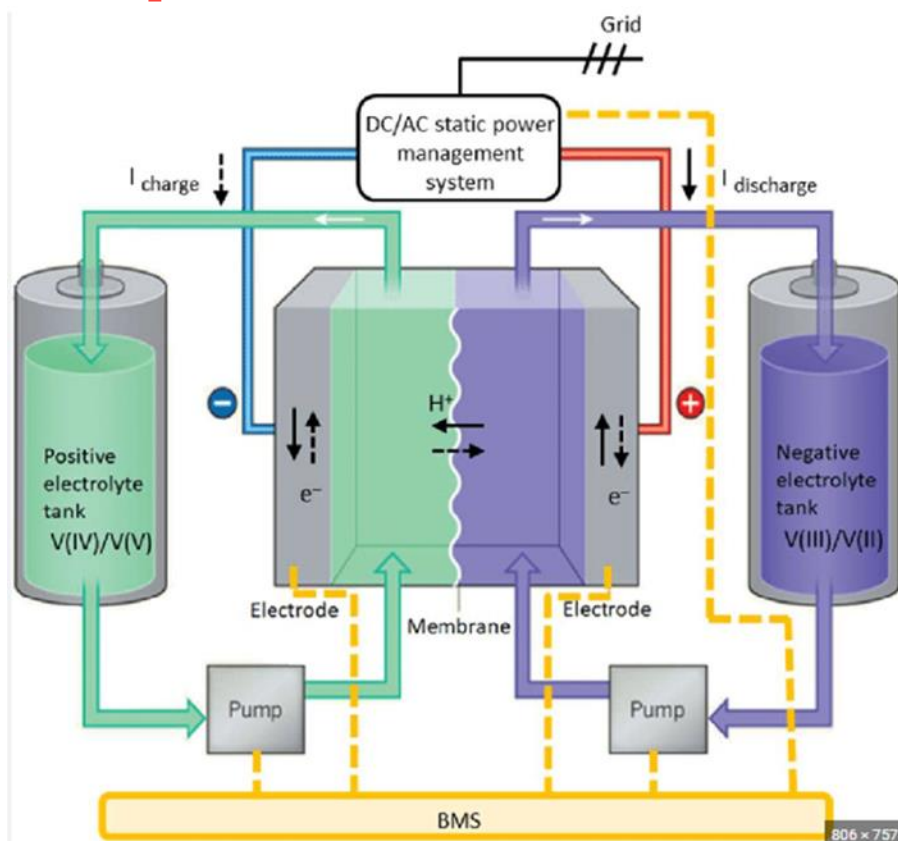 Grid
DC/AC static power
management
system
I charge
I discharge
−
+
H⁺
Positive
electrolyte
tank
V(IV)/V(V)
e⁻
e⁻
Negative
electrolyte
tank
V(III)/V(II)
Electrode
Membrane
Electrode
Pump
Pump
BMS
806 × 757